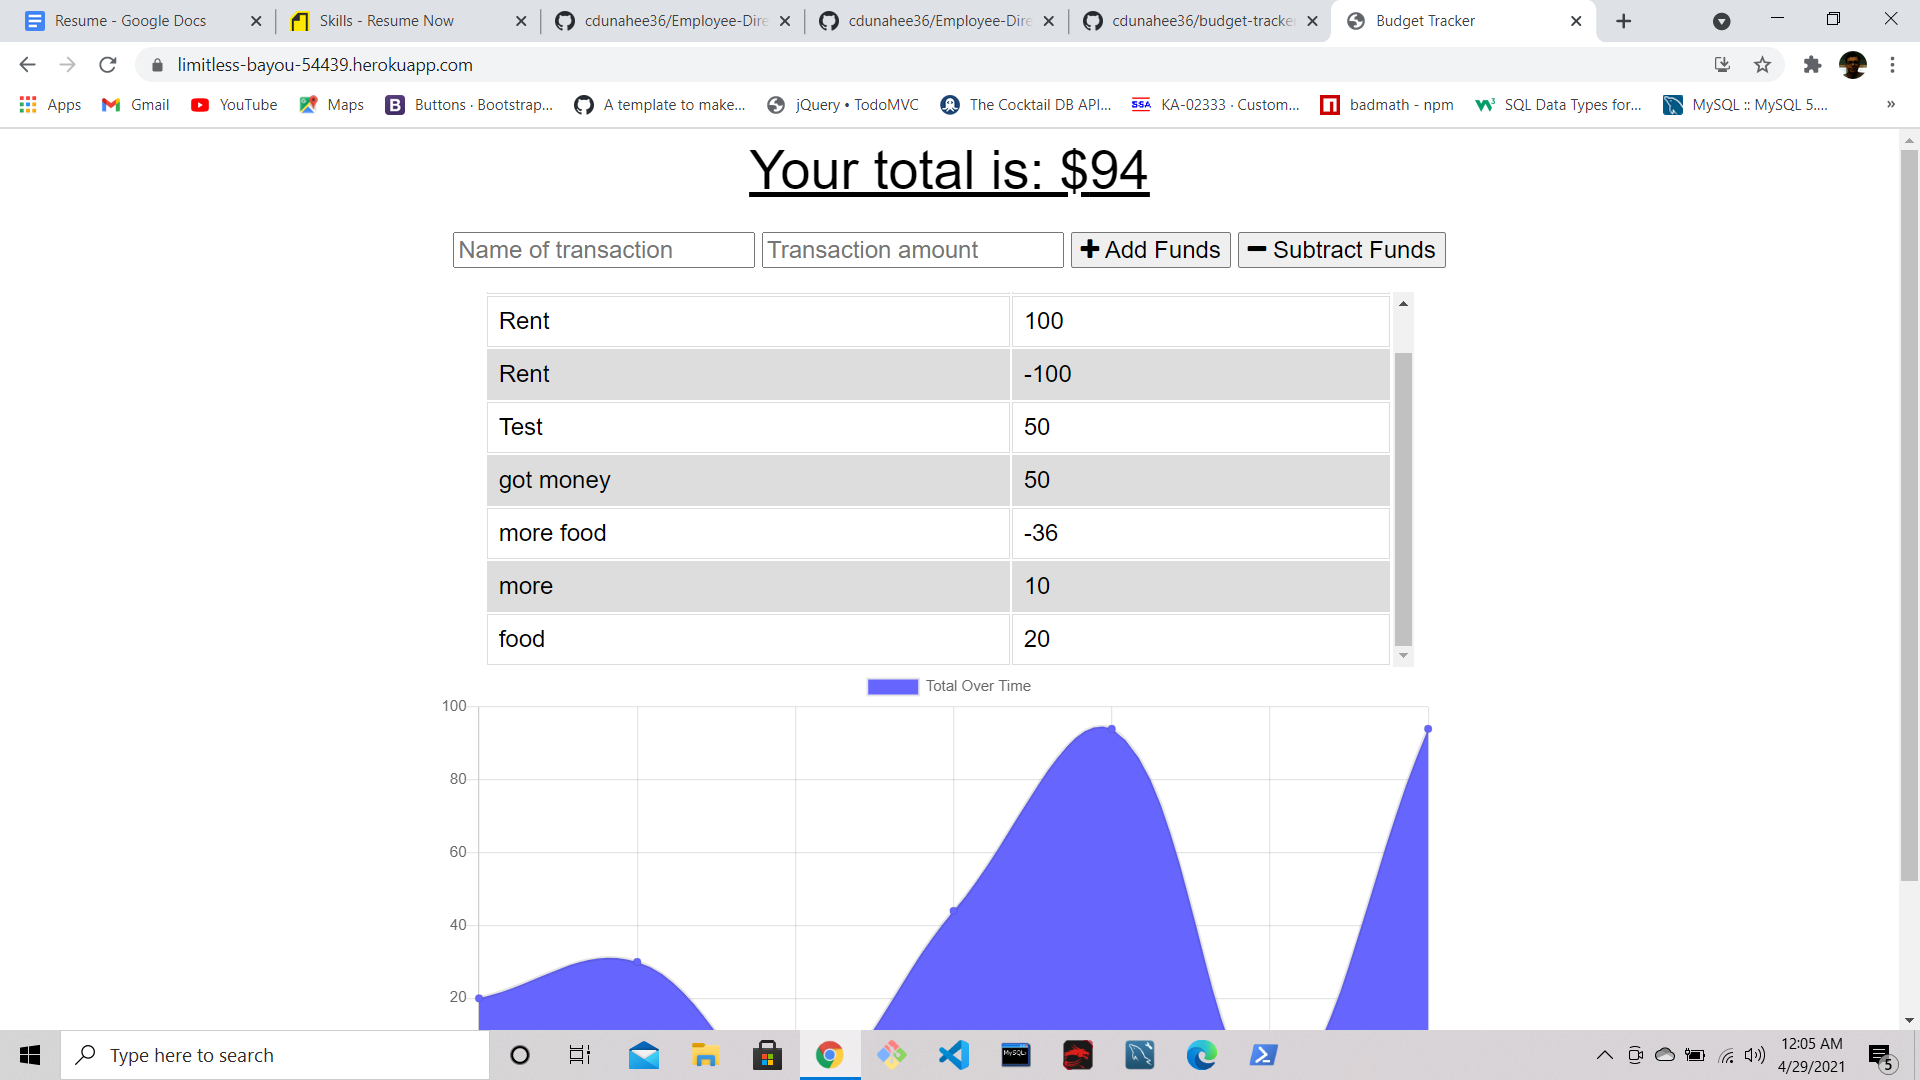 Resume - Google Docs
Skills - Resume Now
cdunahee36/Employee-Dire
cdunahee36/Employee-Dire
cdunahee36/budget-tracker
Budget Tracker
limitless-bayou-54439.herokuapp.com
Apps
Gmail
YouTube
Maps
B Buttons · Bootstrap...
A template to make...
jQuery • TodoMVC
The Cocktail DB API...
SSA KA-02333 · Custom...
badmath - npm
W3 SQL Data Types for...
MySQL :: MySQL 5....
»
Your total is: $94
Name of transaction
Transaction amount
Add Funds
Subtract Funds
Rent 100
Rent -100
Test 50
got money 50
more food -36
more 10
food 20
Total Over Time
100
80
60
40
20
Type here to search
MySQL
12:05 AM
4/29/2021
5